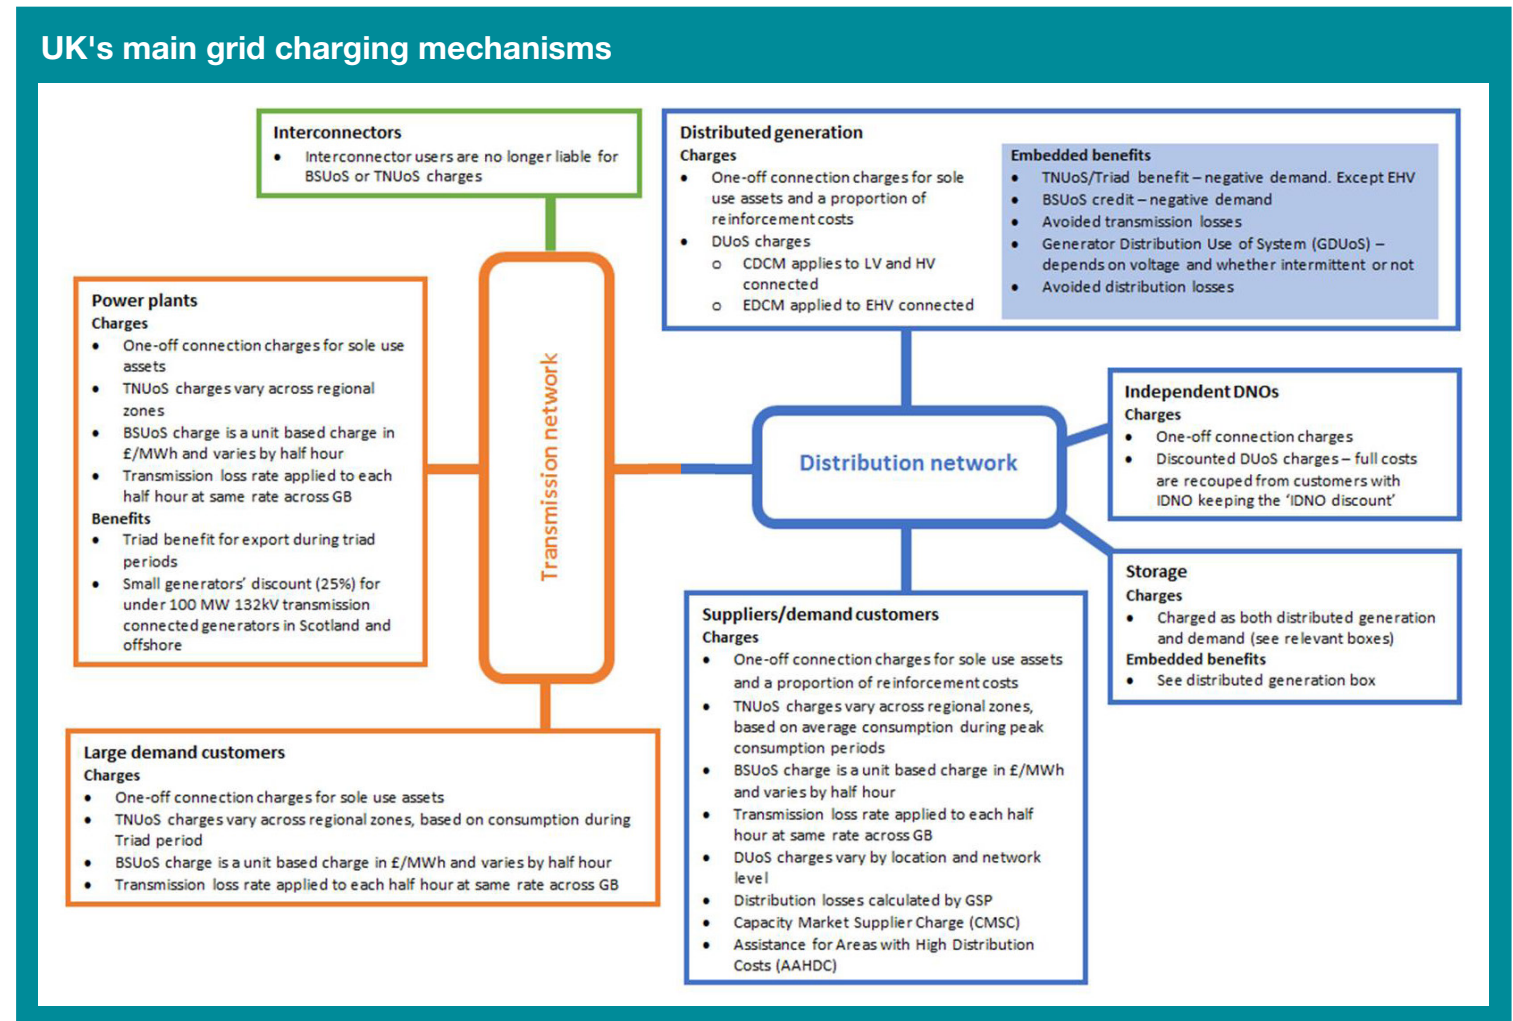 UK's main grid charging mechanisms
Interconnectors
• Interconnector users are no longer liable for
BSUoS or TNUoS charges
Distributed generation
Charges
• One-off connection charges for sole
use assets and a proportion of
reinforcement costs
• DUoS charges
o CDCM applies to LV and HV
connected
o EDCM applied to EHV connected
Embedded benefits
• TNUoS/Triad benefit – negative demand. Except EHV
• BSUoS credit – negative demand
• Avoided transmission losses
• Generator Distribution Use of System (GDUoS) –
depends on voltage and whether intermittent or not
• Avoided distribution losses
Power plants
Charges
• One-off connection charges for sole use
assets
• TNUoS charges vary across regional
zones
• BSUoS charge is a unit based charge in
£/MWh and varies by half hour
• Transmission loss rate applied to each
half hour at same rate across GB
Benefits
• Triad benefit for export during triad
periods
• Small generators’ discount (25%) for
under 100 MW 132kV transmission
connected generators in Scotland and
offshore
Transmission network
Distribution network
Independent DNOs
Charges
• One-off connection charges
• Discounted DUoS charges – full costs
are recouped from customers with
IDNO keeping the ‘IDNO discount’
Storage
Charges
• Charged as both distributed generation
and demand (see relevant boxes)
Embedded benefits
• See distributed generation box
Suppliers/demand customers
Charges
• One-off connection charges for sole use assets
and a proportion of reinforcement costs
• TNUoS charges vary across regional zones,
based on average consumption during peak
consumption periods
• BSUoS charge is a unit based charge in £/MWh
and varies by half hour
• Transmission loss rate applied to each half
hour at same rate across GB
• DUoS charges vary by location and network
level
• Distribution losses calculated by GSP
• Capacity Market Supplier Charge (CMSC)
• Assistance for Areas with High Distribution
Costs (AAHDC)
Large demand customers
Charges
• One-off connection charges for sole use assets
• TNUoS charges vary across regional zones, based on consumption during
Triad period
• BSUoS charge is a unit based charge in £/MWh and varies by half hour
• Transmission loss rate applied to each half hour at same rate across GB